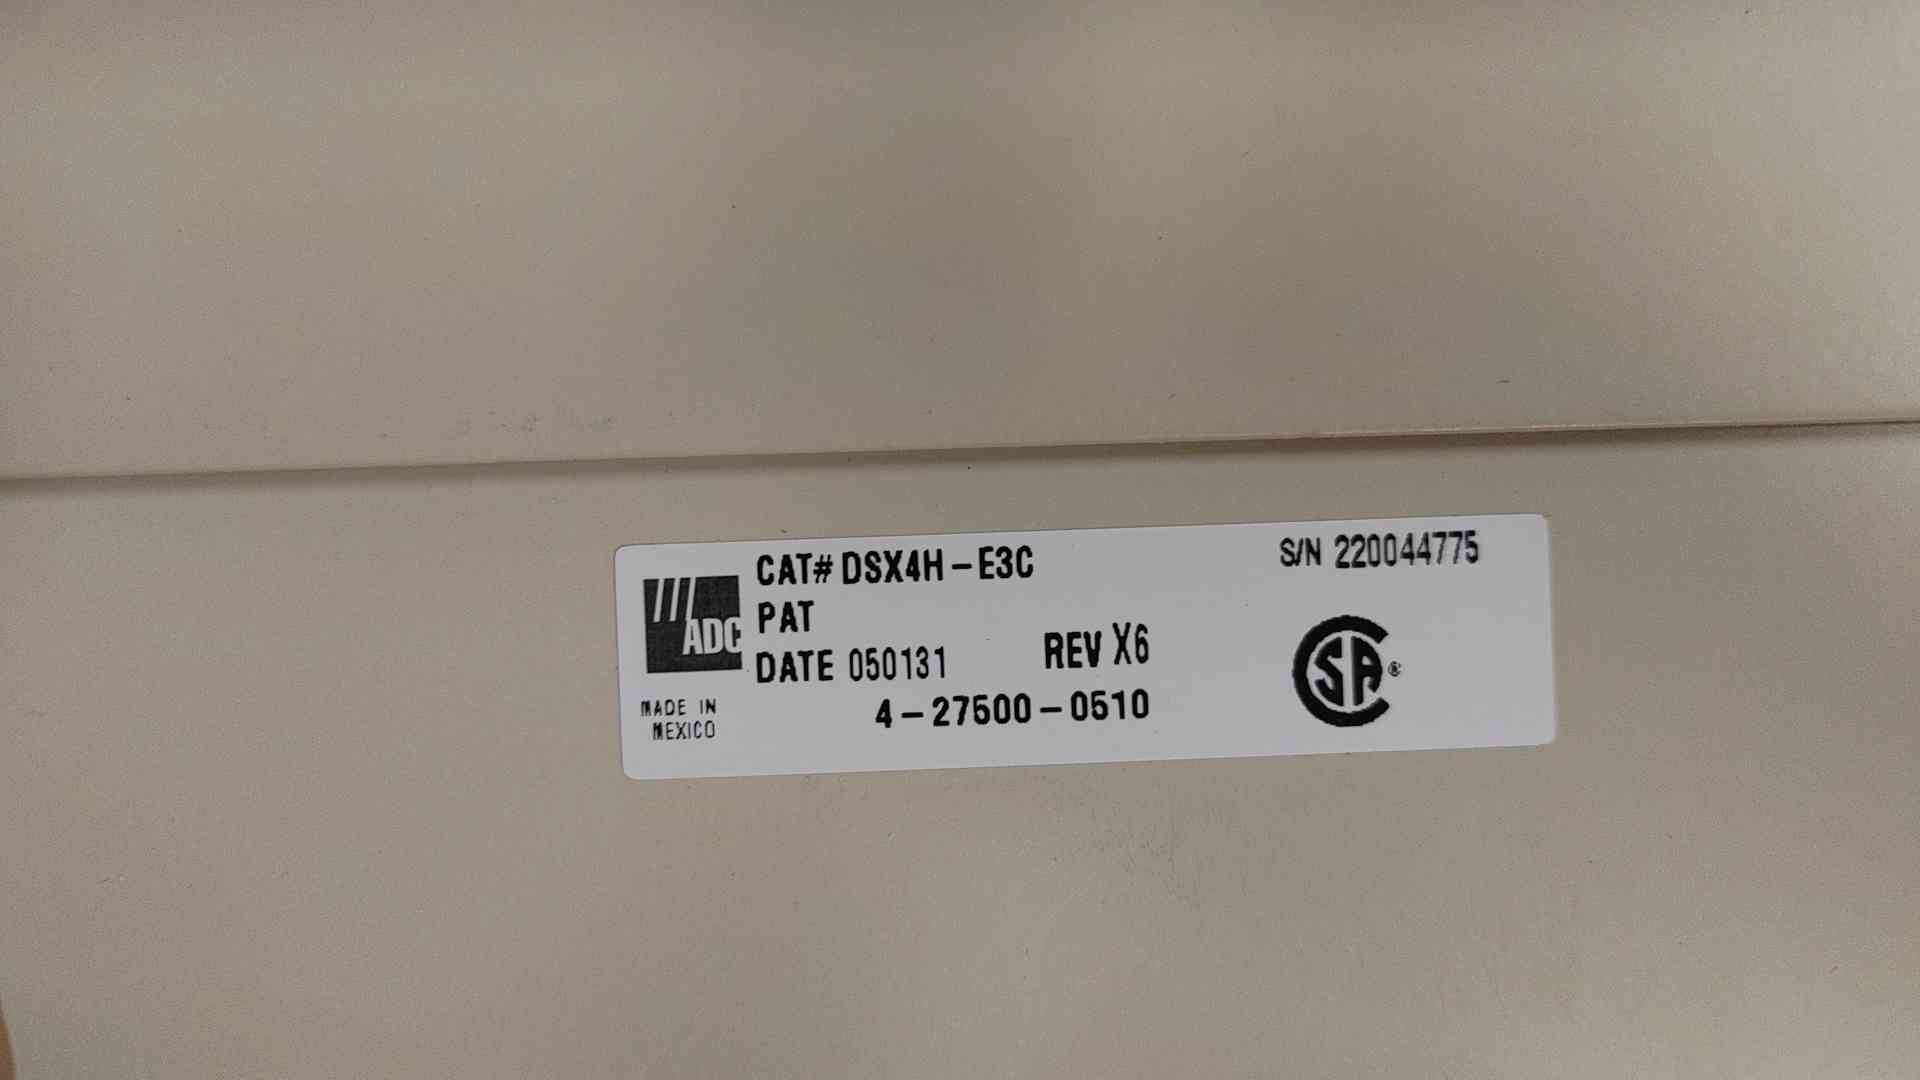 CAT# DSX4H-E3C
S/N 220044775
ADC
PAT
DATE 050131
REV X6
4-27500-0510
MADE IN
MEXICO
SA®